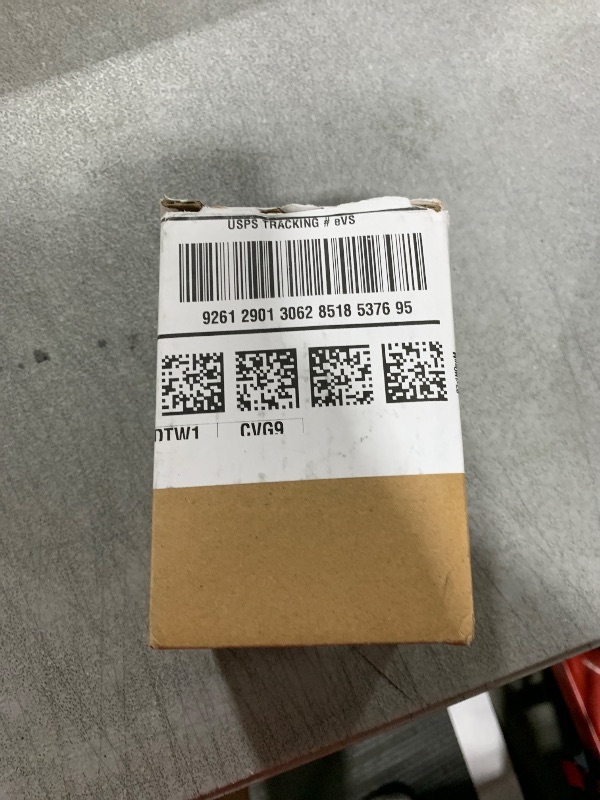 USPS TRACKING # eVS
9261 2901 3062 8518 5376 95
DTW1 CVG9